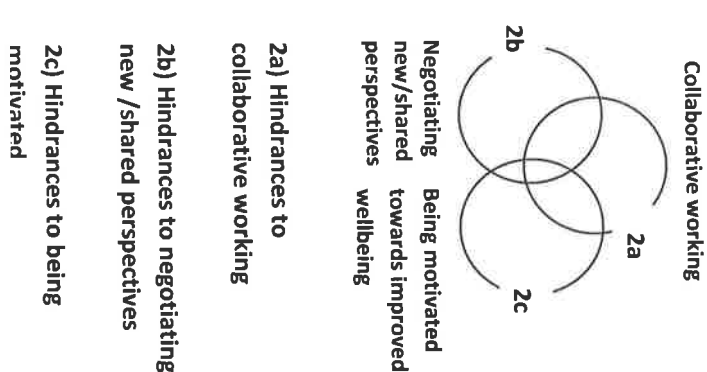 Collaborative working
2a
2b
2c
Negotiating
new/shared
perspectives
Being motivated
towards improved
wellbeing
2a) Hindrances to
collaborative working
2b) Hindrances to negotiating
new /shared perspectives
2c) Hindrances to being
motivated